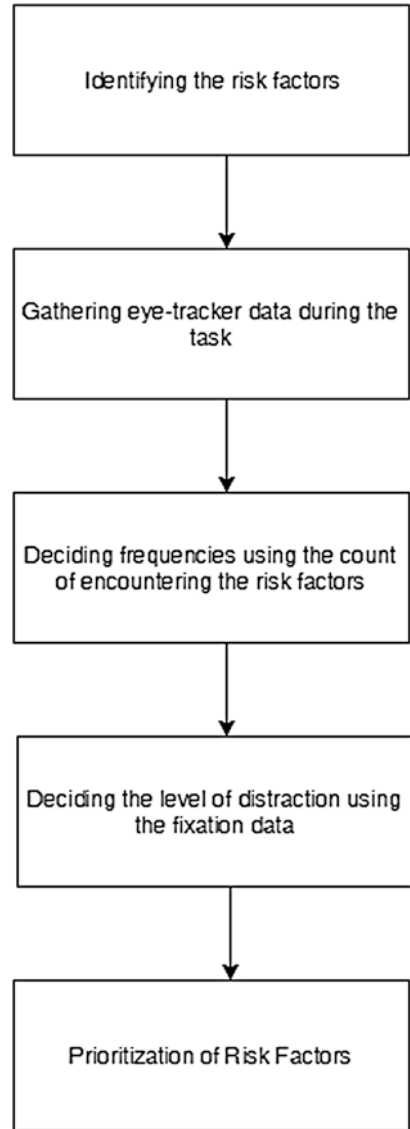 Identifying the risk factors
Gathering eye-tracker data during the
task
Deciding frequencies using the count
of encountering the risk factors
Deciding the level of distraction using
the fixation data
Prioritization of Risk Factors